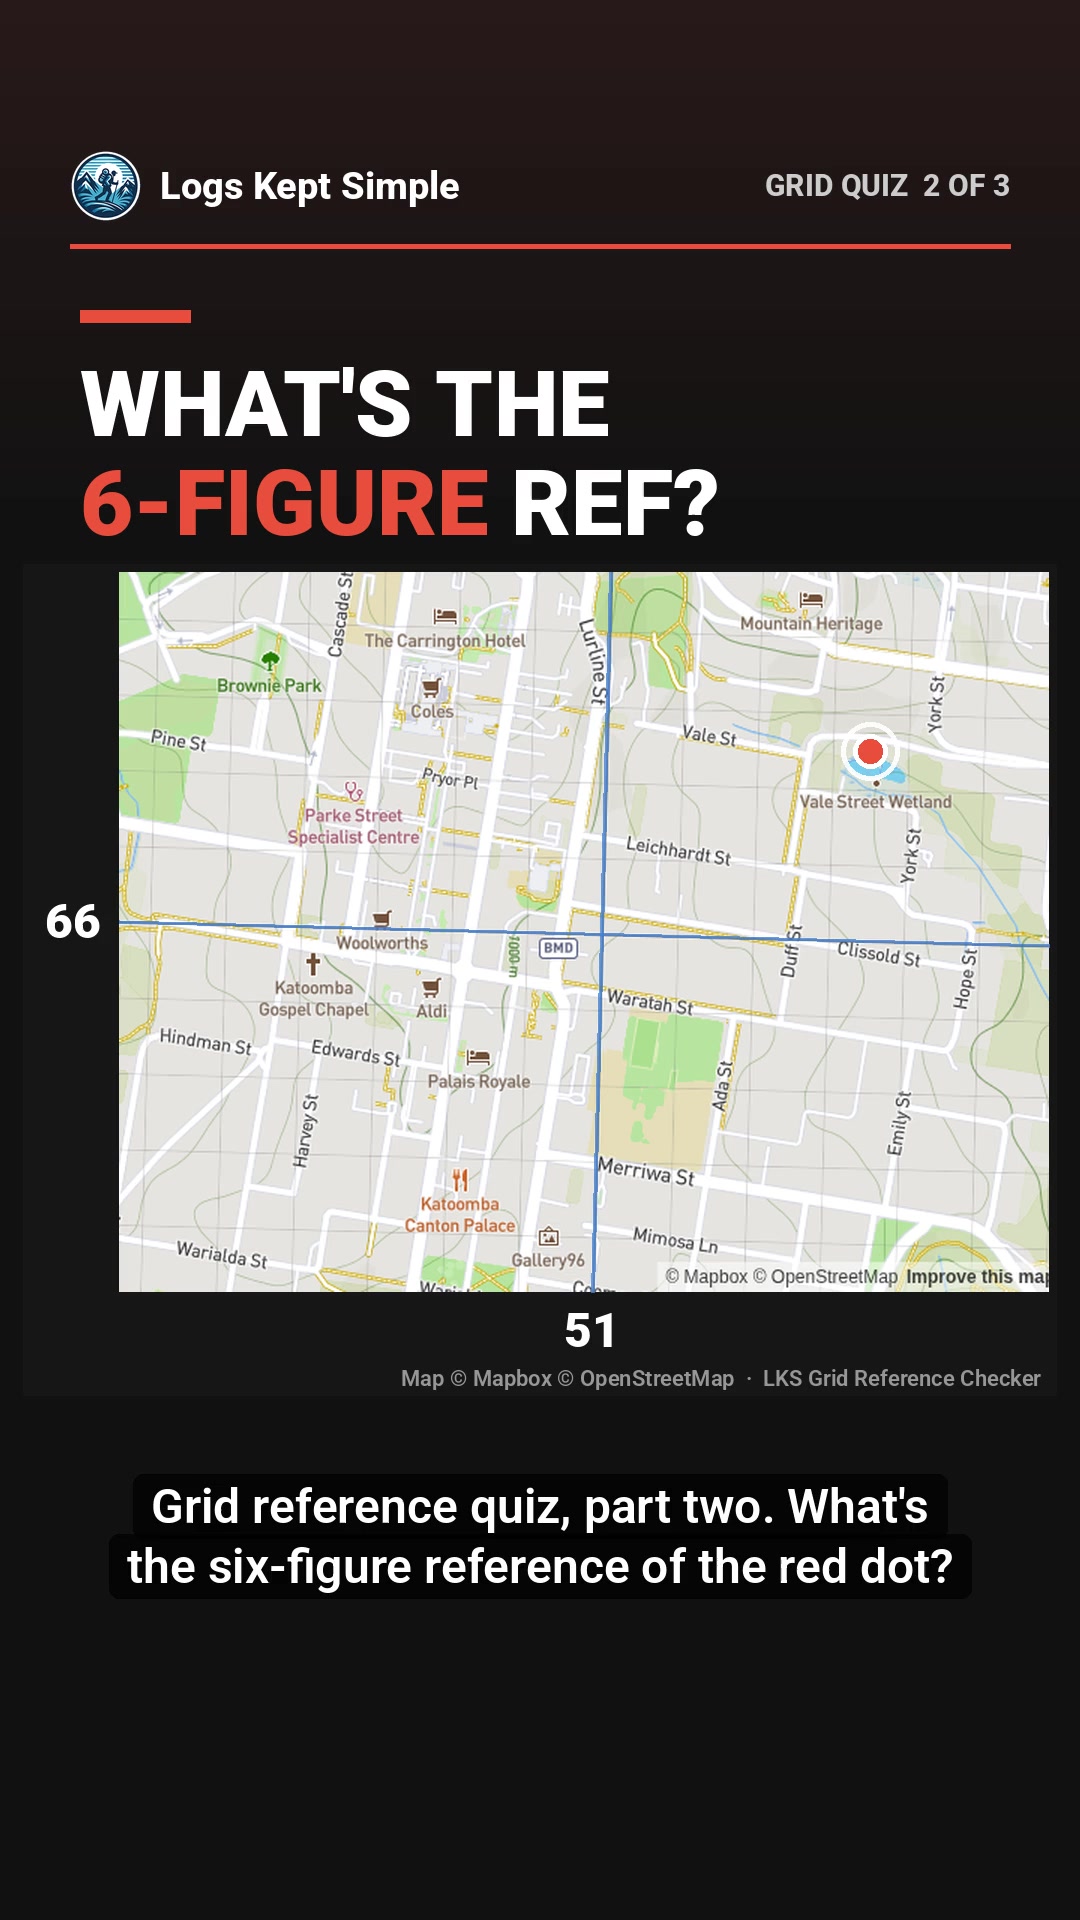 Logs Kept Simple
GRID QUIZ 2 OF 3
WHAT'S THE
6-FIGURE REF?
Cascade St
The Carrington Hotel
Lurline St
Mountain Heritage
Brownie Park
Coles
York St
Pine St
Vale St
Pryor Pl
Parke Street
Specialist Centre
Vale Street Wetland
Leichhardt St
York St
66
Woolworths
1000 m
BMD
Duff St
Clissold St
Hope St
Katoomba
Gospel Chapel
Aldi
Waratah St
Hindman St
Edwards St
Palais Royale
Ada St
Harvey St
Emily St
Merriwa St
Katoomba
Canton Palace
Warialda St
Gallery96
Mimosa Ln
© Mapbox © OpenStreetMap Improve this map
51
Map © Mapbox © OpenStreetMap · LKS Grid Reference Checker
Grid reference quiz, part two. What's
the six-figure reference of the red dot?